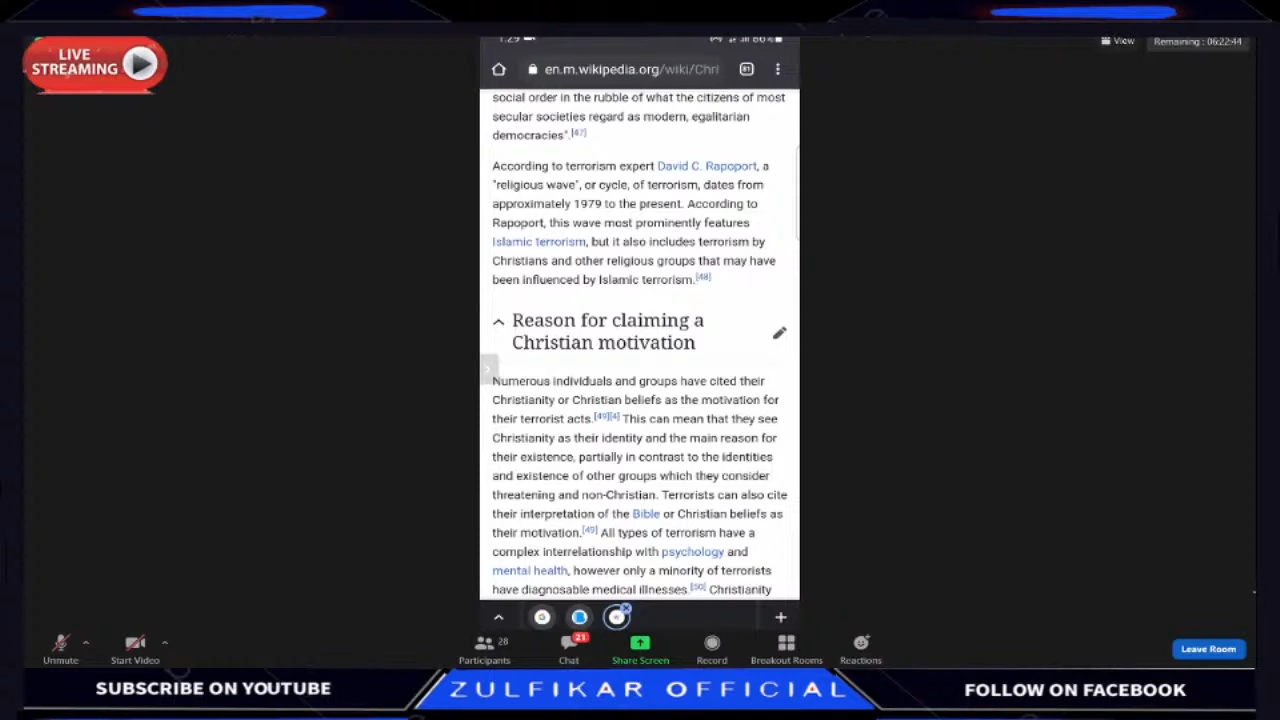 LIVE
STREAMING
View
Remaining : 06:22:44
en.m.wikipedia.org/wiki/Chri
81
social order in the rubble of what the citizens of most
secular societies regard as modern, egalitarian
democracies".[47]
According to terrorism expert David C. Rapoport, a
"religious wave", or cycle, of terrorism, dates from
approximately 1979 to the present. According to
Rapoport, this wave most prominently features
Islamic terrorism, but it also includes terrorism by
Christians and other religious groups that may have
been influenced by Islamic terrorism.[48]
Reason for claiming a
Christian motivation
Numerous individuals and groups have cited their
Christianity or Christian beliefs as the motivation for
their terrorist acts.[49][4] This can mean that they see
Christianity as their identity and the main reason for
their existence, partially in contrast to the identities
and existence of other groups which they consider
threatening and non-Christian. Terrorists can also cite
their interpretation of the Bible or Christian beliefs as
their motivation.[49] All types of terrorism have a
complex interrelationship with psychology and
mental health, however only a minority of terrorists
have diagnosable medical illnesses.[50] Christianity
28
21
Unmute
Start Video
Participants
Chat
Share Screen
Record
Breakout Rooms
Reactions
Leave Room
SUBSCRIBE ON YOUTUBE
ZULFIKAR OFFICIAL
FOLLOW ON FACEBOOK